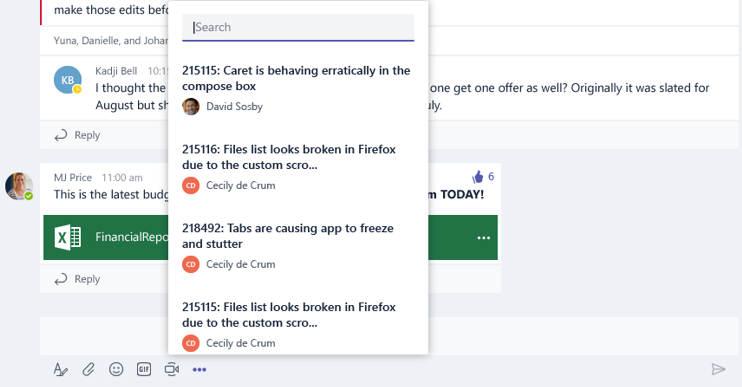 make those edits befo
Yuna, Danielle, and Johar
KB
Kadji Bell 10:15
I thought the one get one offer as well? Originally it was slated for
August but sh uly.
Reply
MJ Price 11:00 am
6
This is the latest budg m TODAY!
FinancialRepo
Reply
Search
215115: Caret is behaving erratically in the
compose box
David Sosby
215116: Files list looks broken in Firefox
due to the custom scro...
CD Cecily de Crum
218492: Tabs are causing app to freeze
and stutter
CD Cecily de Crum
215115: Files list looks broken in Firefox
due to the custom scro...
CD Cecily de Crum
GIF